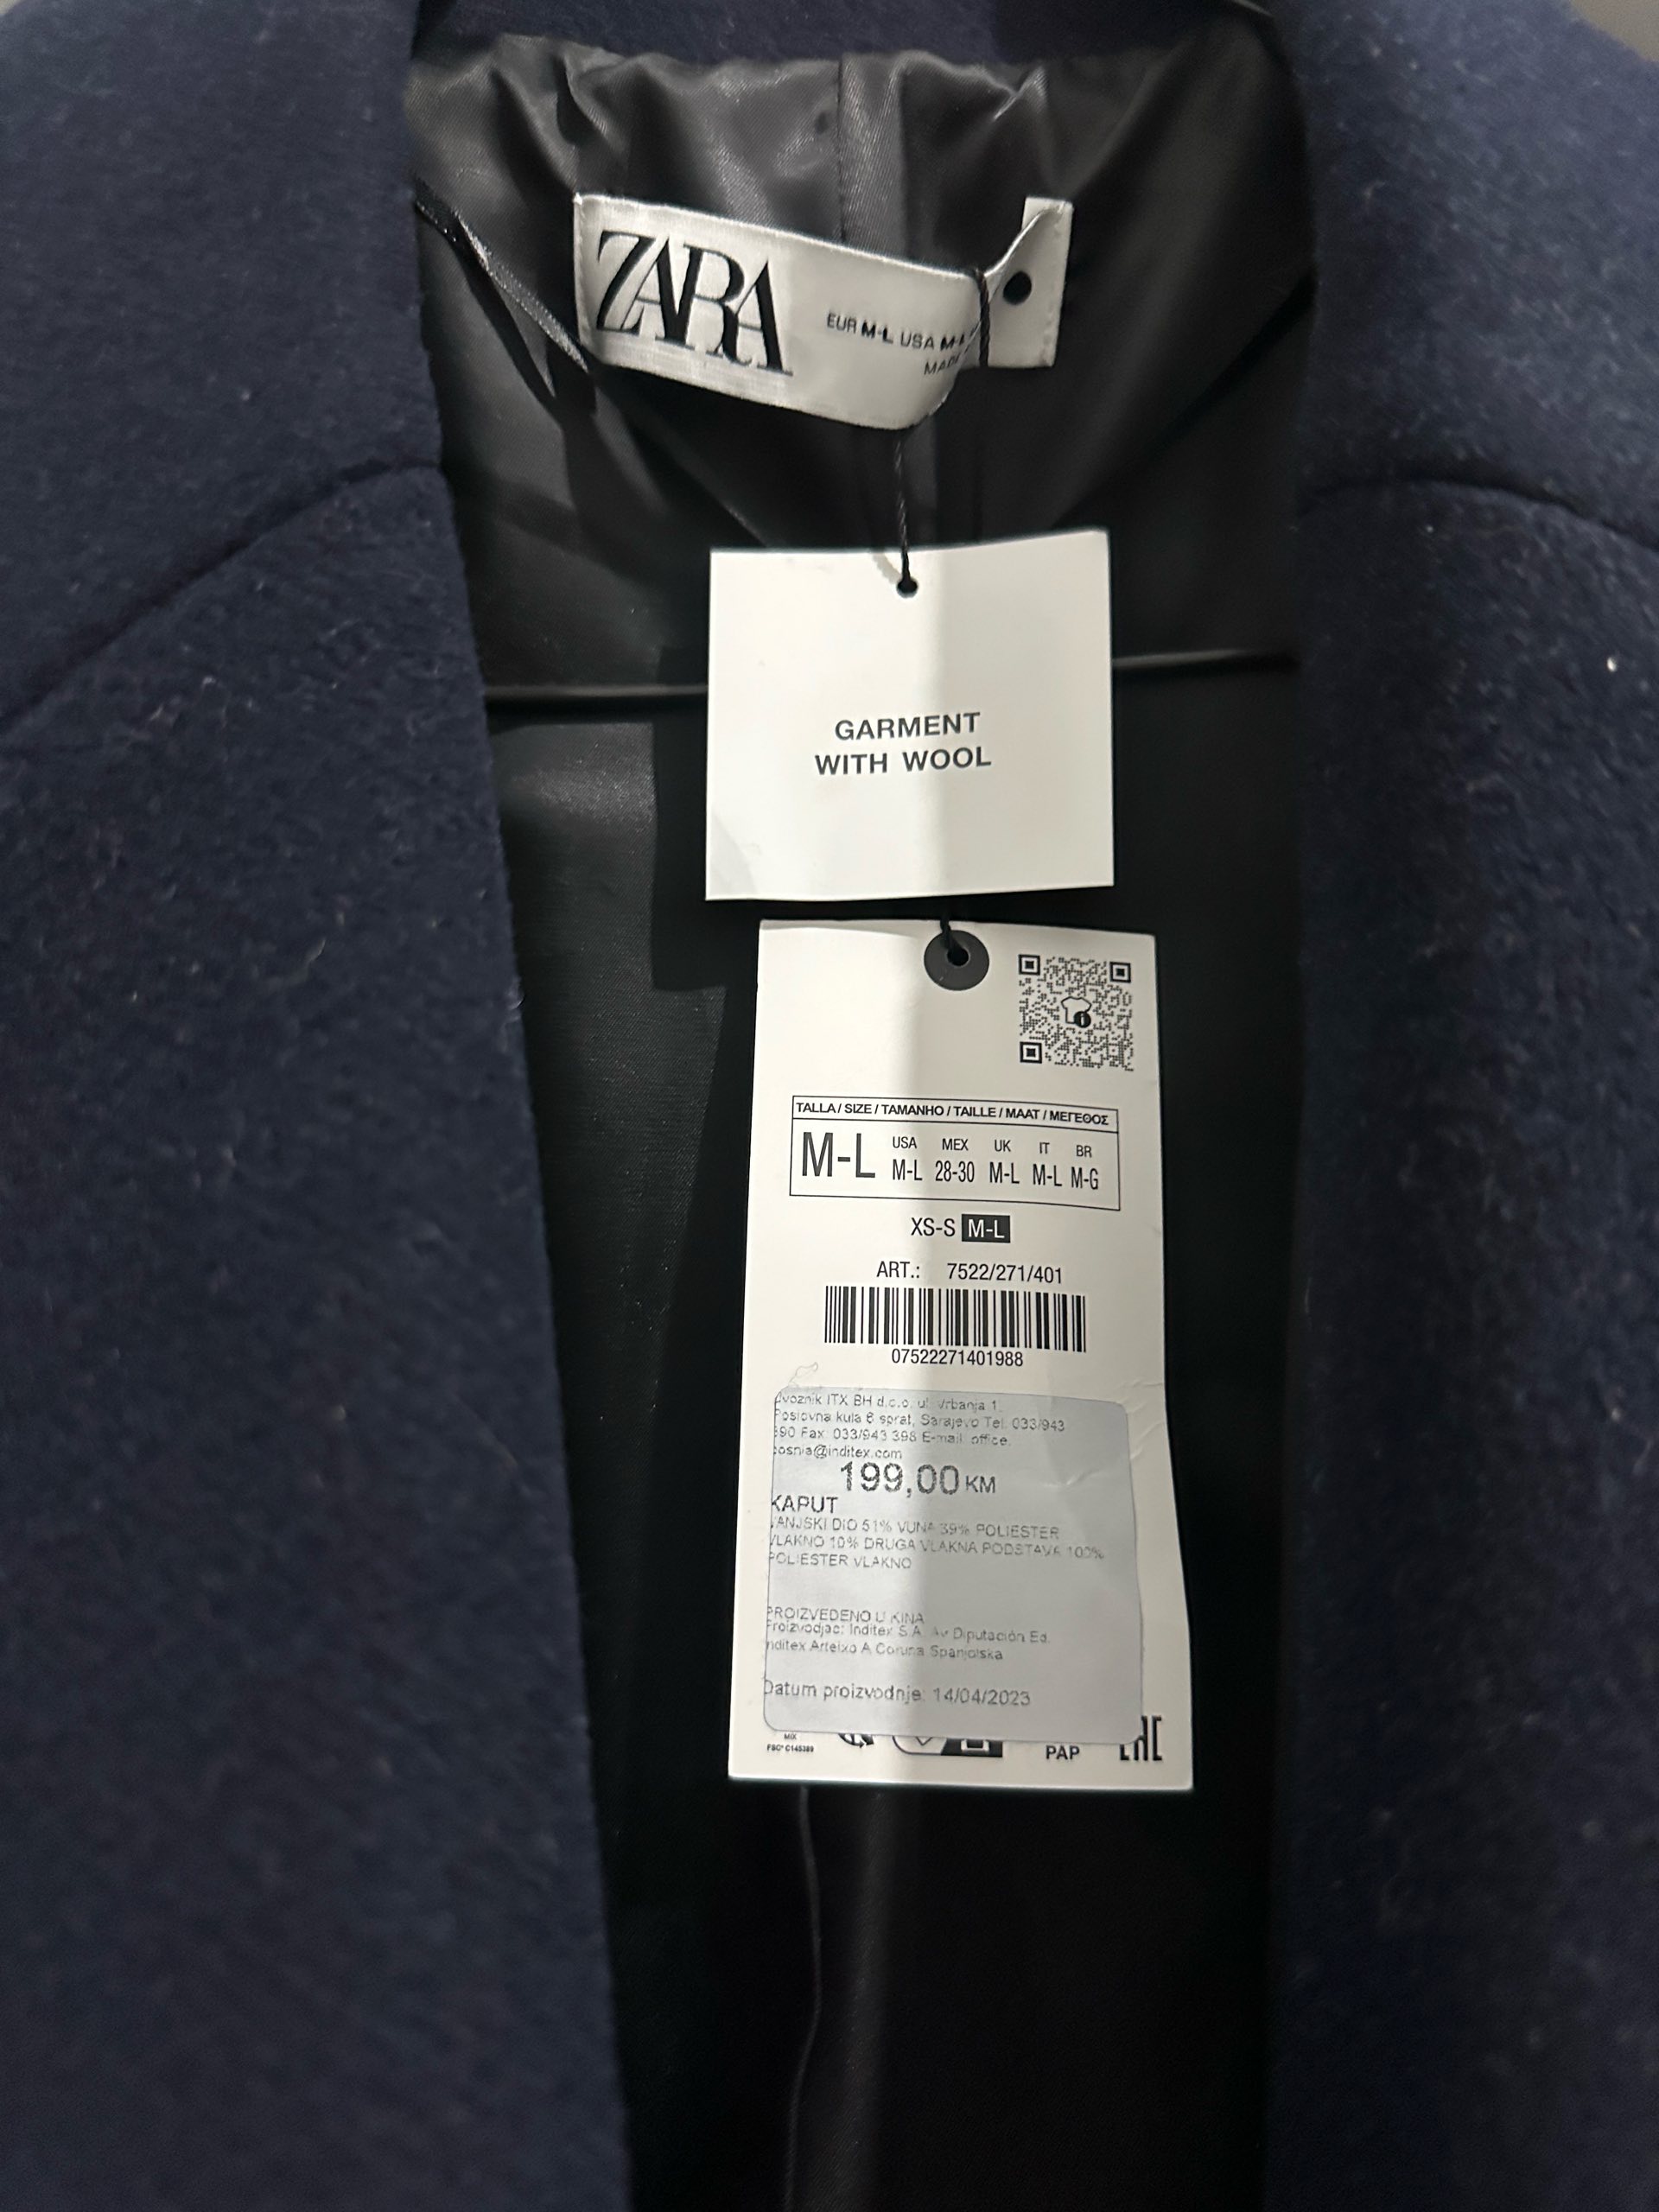 ZARA
EUR M-L USA M-L
GARMENT
WITH WOOL
TALLA / SIZE / TAMANHO / TAILLE / MAAT / ΜΕΓΕΘΟΣ
USA MEX UK IT BR
M-L M-L 28-30 M-L M-L M-G
XS-S M-L
ART.: 7522/271/401
07522271401988
ITX BH d.o.o. ul. Vrbanja 1.
Poslovna kula 6 sprat, Sarajevo Tel: 033/943
Fax: 033/943 398 E-mail: office.
bosnia@inditex.com
199,00 KM
KAPUT
VANJSKI DIO 51% VUNA 39% POLIESTER
VLAKNO 10% DRUGA VLAKNA PODSTAVA 100%
POLIESTER VLAKNO
PROIZVEDENO U KINA
Proizvodjac: Inditex S.A. Av Diputación Ed.
Inditex Arteixo A Coruna Spanjolska
Datum proizvodnje: 14/04/2023
MIX
FSC® C145389
PAP
EAC